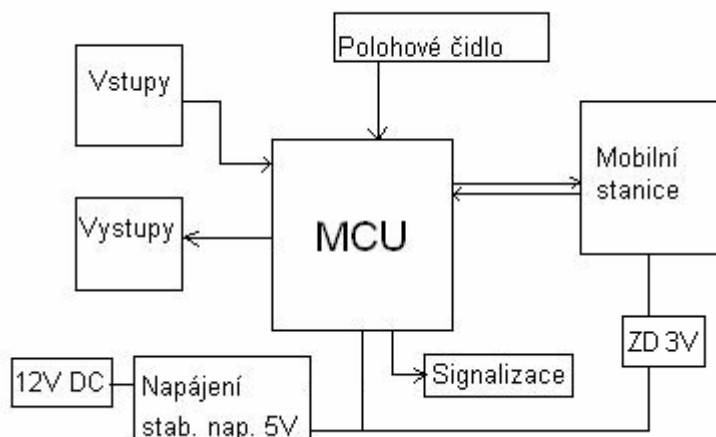 Polohové čidlo
Vstupy
Mobilní
stanice
Vystupy
MCU
ZD 3V
12V DC
Napájení
stab. nap. 5V
Signalizace